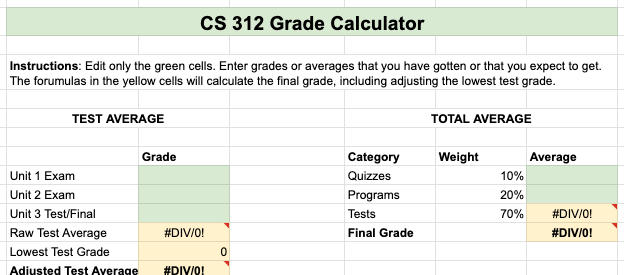 CS 312 Grade Calculator
Instructions: Edit only the green cells. Enter grades or averages that you have gotten or that you expect to get.
The forumulas in the yellow cells will calculate the final grade, including adjusting the lowest test grade.
TEST AVERAGE TOTAL AVERAGE
Grade Category Weight Average
Unit 1 Exam Quizzes 10%
Unit 2 Exam Programs 20%
Unit 3 Test/Final Tests 70% #DIV/0!
Raw Test Average #DIV/0! Final Grade #DIV/0!
Lowest Test Grade 0
Adjusted Test Average #DIV/0!